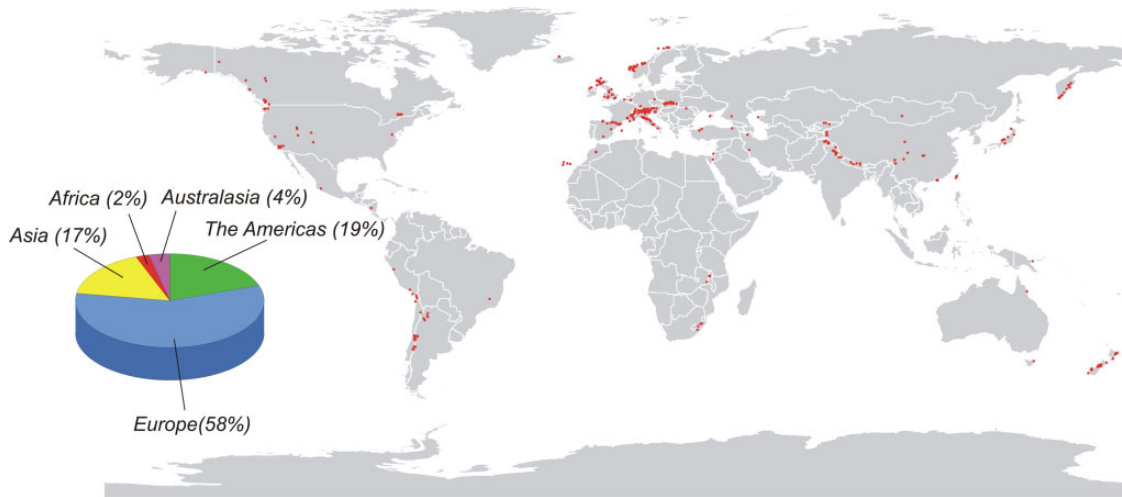 Africa (2%)
Australasia (4%)
Asia (17%)
The Americas (19%)
Europe(58%)